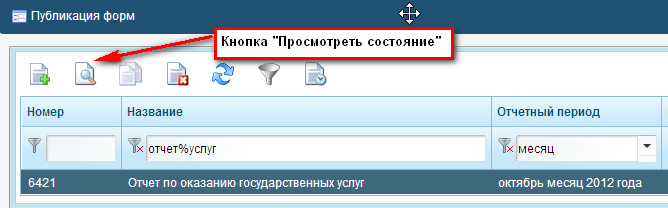 Публикация форм
Кнопка "Просмотреть состояние"
Номер Название Отчетный период
отчет%услуг месяц
6421 Отчет по оказанию государственных услуг октябрь месяц 2012 года